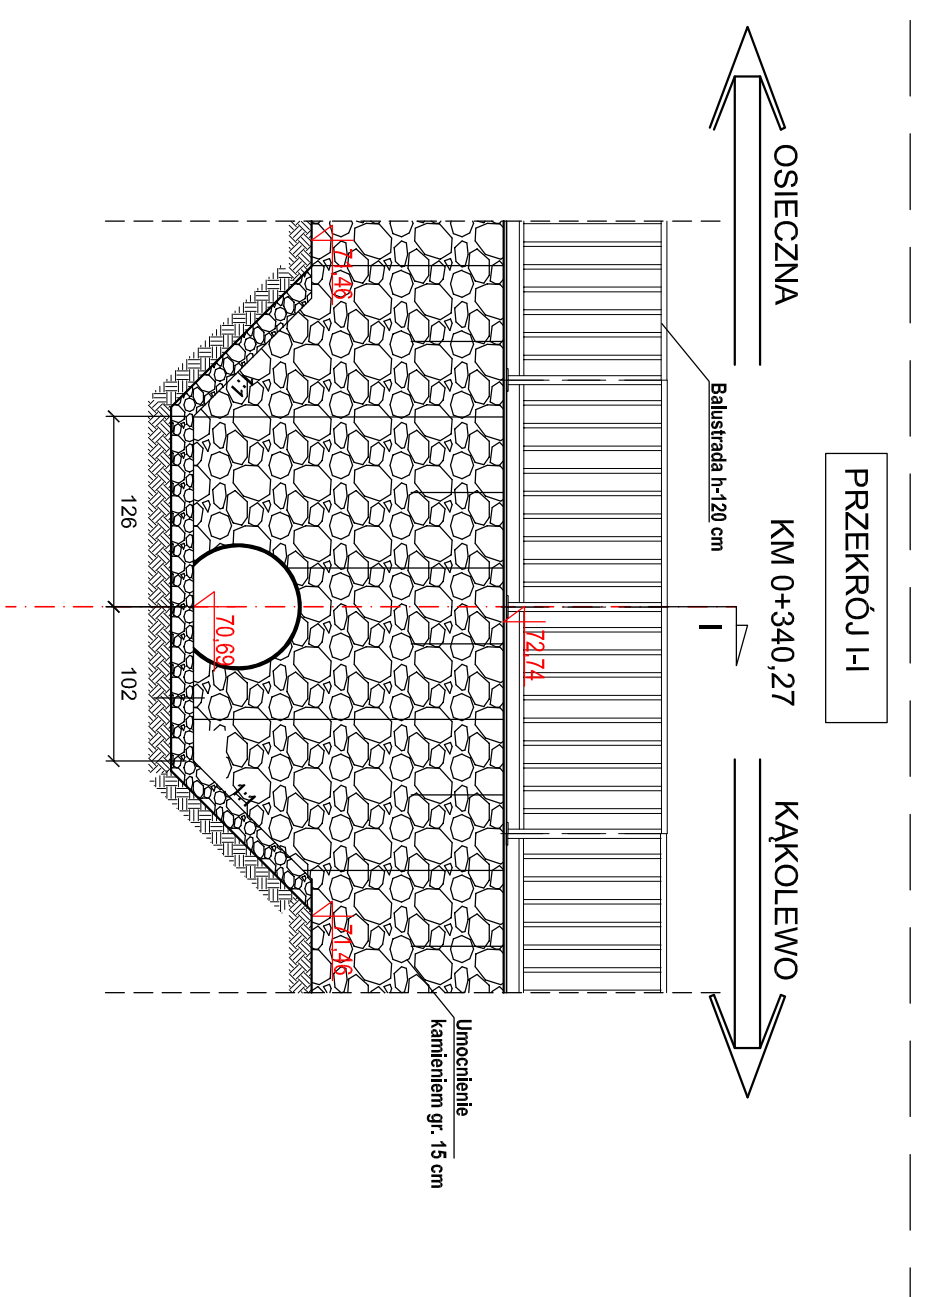 PRZEKRÓJ I-I
OSIECZNA
KM 0+340,27
KĄKOLEWO
I
Balustrada h-120 cm
72,74
71,46
71,46
Umocnienie
kamieniem gr. 15 cm
1:1
1:1
70,69
126
102